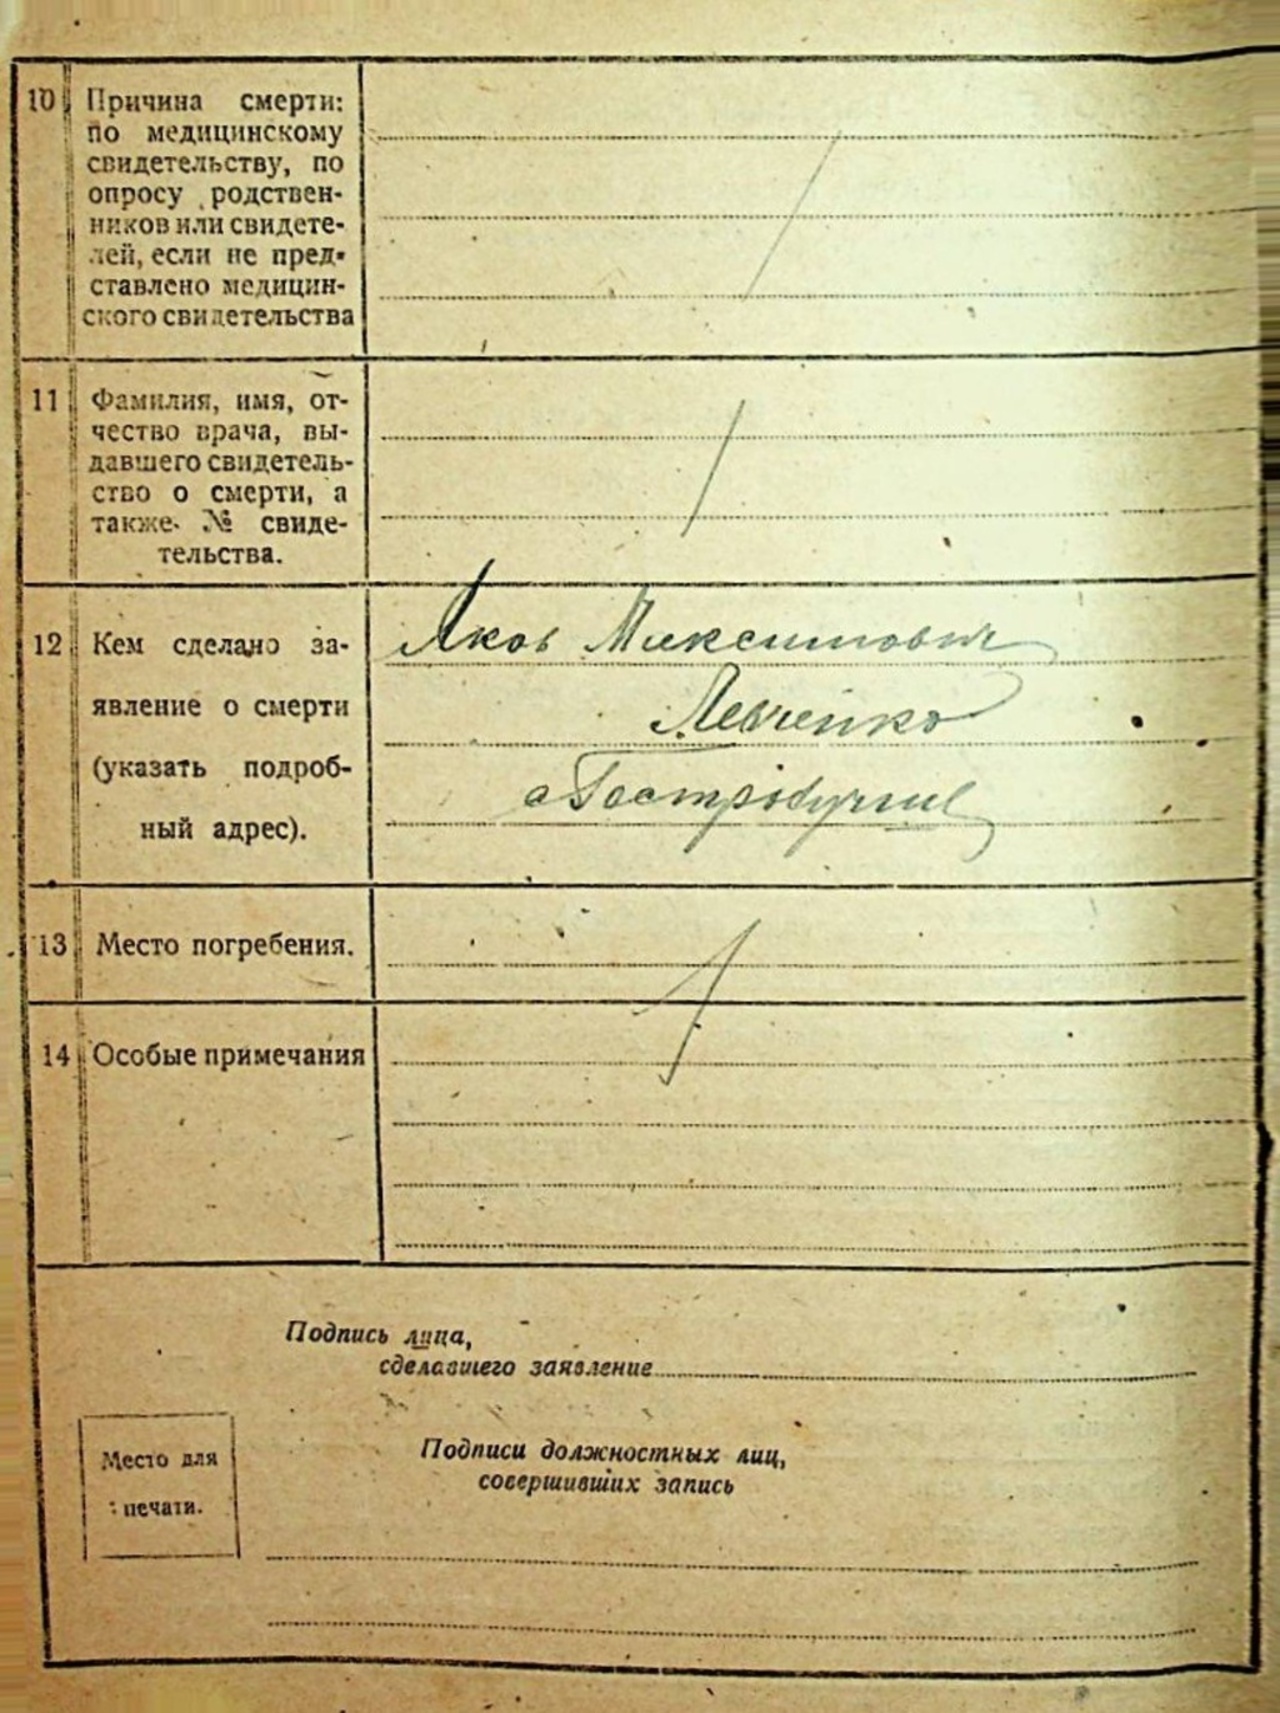 10 Причина смерти:
по медицинскому
свидетельству, по
опросу родствен-
ников или свидете-
лей, если не пред-
ставлено медицин-
ского свидетельства
11 Фамилия, имя, от-
чество врача, вы-
давшего свидетель-
ство о смерти, а
также № свиде-
тельства.
12 Кем сделано за-
явление о смерти
(указать подроб-
ный адрес).
Яков Максимович
Левченко
с
13 Место погребения.
14 Особые примечания
Подпись лица,
сделавшего заявление
Место для
печати.
Подписи должностных лиц,
совершивших запись